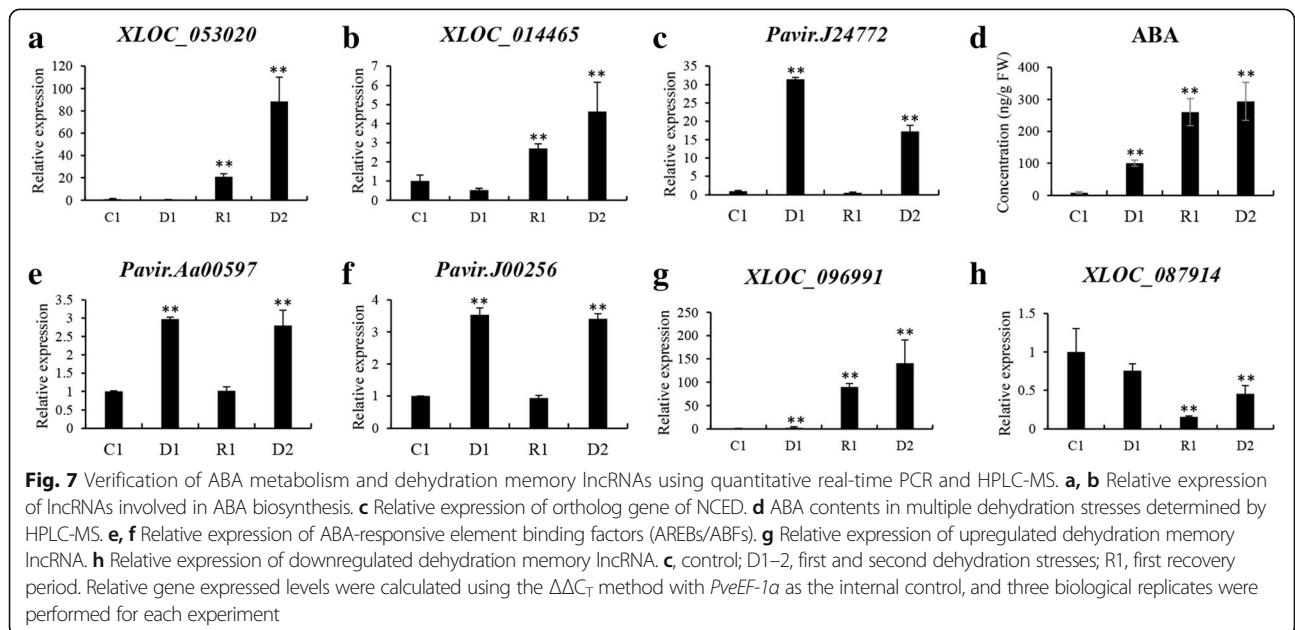 a XLOC_053020
Relative expression
120
100
80
60
40
20
0
**
**
C1 D1 R1 D2
b XLOC_014465
Relative expression
7
6
5
4
3
2
1
0
**
**
C1 D1 R1 D2
c Pavir.J24772
Relative expression
35
30
25
20
15
10
5
0
**
**
C1 D1 R1 D2
d ABA
Concentration (ng/g FW)
400
300
200
100
0
**
**
**
C1 D1 R1 D2
e Pavir.Aa00597
Relative expression
3.5
3
2.5
2
1.5
1
0.5
0
**
**
C1 D1 R1 D2
f Pavir.J00256
Relative expression
4
3
2
1
0
**
**
C1 D1 R1 D2
g XLOC_096991
Relative expression
250
200
150
100
50
0
**
**
**
C1 D1 R1 D2
h XLOC_087914
Relative expression
1.5
1
0.5
0
**
**
C1 D1 R1 D2
Fig. 7 Verification of ABA metabolism and dehydration memory lncRNAs using quantitative real-time PCR and HPLC-MS. a, b Relative expression
of lncRNAs involved in ABA biosynthesis. c Relative expression of ortholog gene of NCED. d ABA contents in multiple dehydration stresses determined by
HPLC-MS. e, f Relative expression of ABA-responsive element binding factors (AREBs/ABFs). g Relative expression of upregulated dehydration memory
lncRNA. h Relative expression of downregulated dehydration memory lncRNA. c, control; D1–2, first and second dehydration stresses; R1, first recovery
period. Relative gene expressed levels were calculated using the ΔΔCT method with PveEF-1α as the internal control, and three biological replicates were
performed for each experiment